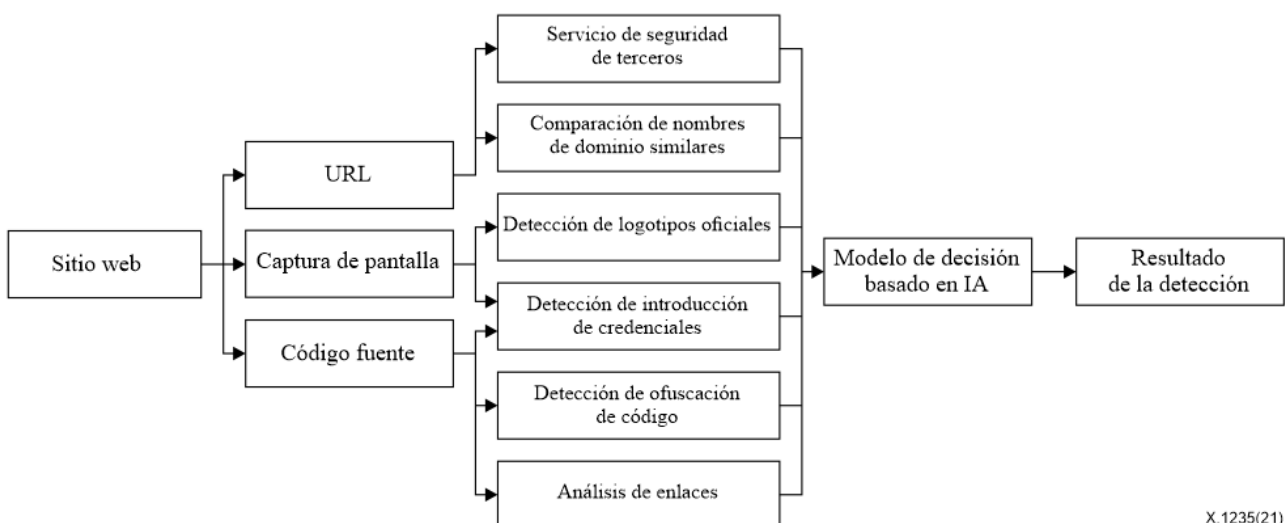 Servicio de seguridad
de terceros
Comparación de nombres
de dominio similares
URL
Detección de logotipos oficiales
Sitio web
Captura de pantalla
Modelo de decisión
basado en IA
Resultado
de la detección
Detección de introducción
de credenciales
Código fuente
Detección de ofuscación
de código
Análisis de enlaces
X.1235(21)